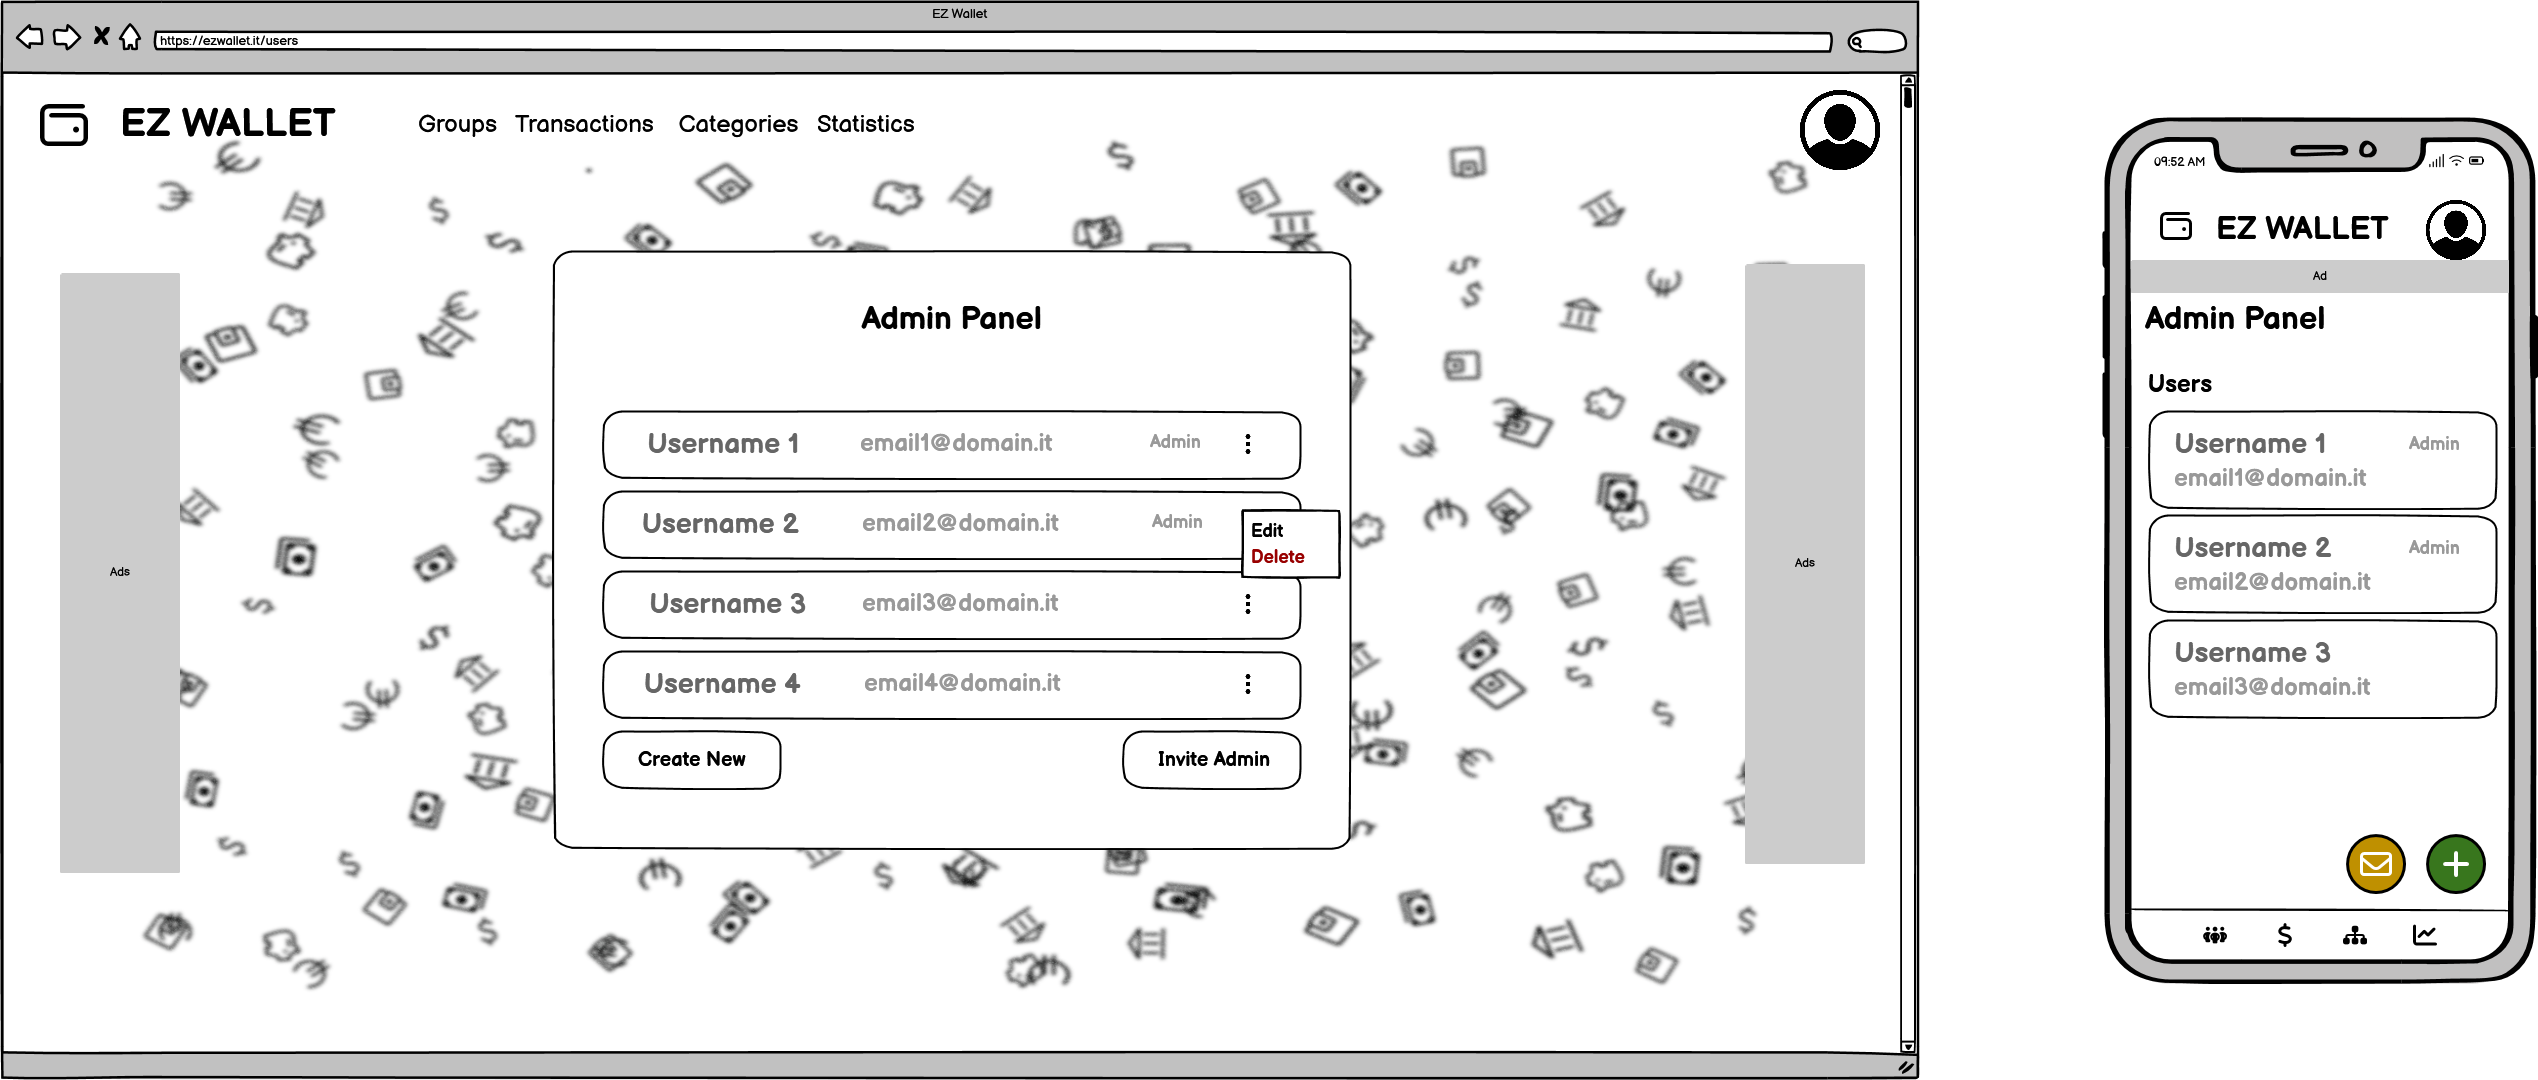 EZ Wallet
https://ezwallet.it/users
EZ WALLET
Groups Transactions Categories Statistics
Ads
Admin Panel
Username 1 email1@domain.it Admin
Username 2 email2@domain.it Admin
Edit
Delete
Username 3 email3@domain.it
Username 4 email4@domain.it
Create New Invite Admin
Ads
09:52 AM
EZ WALLET
Ad
Admin Panel
Users
Username 1 Admin
email1@domain.it
Username 2 Admin
email2@domain.it
Username 3
email3@domain.it